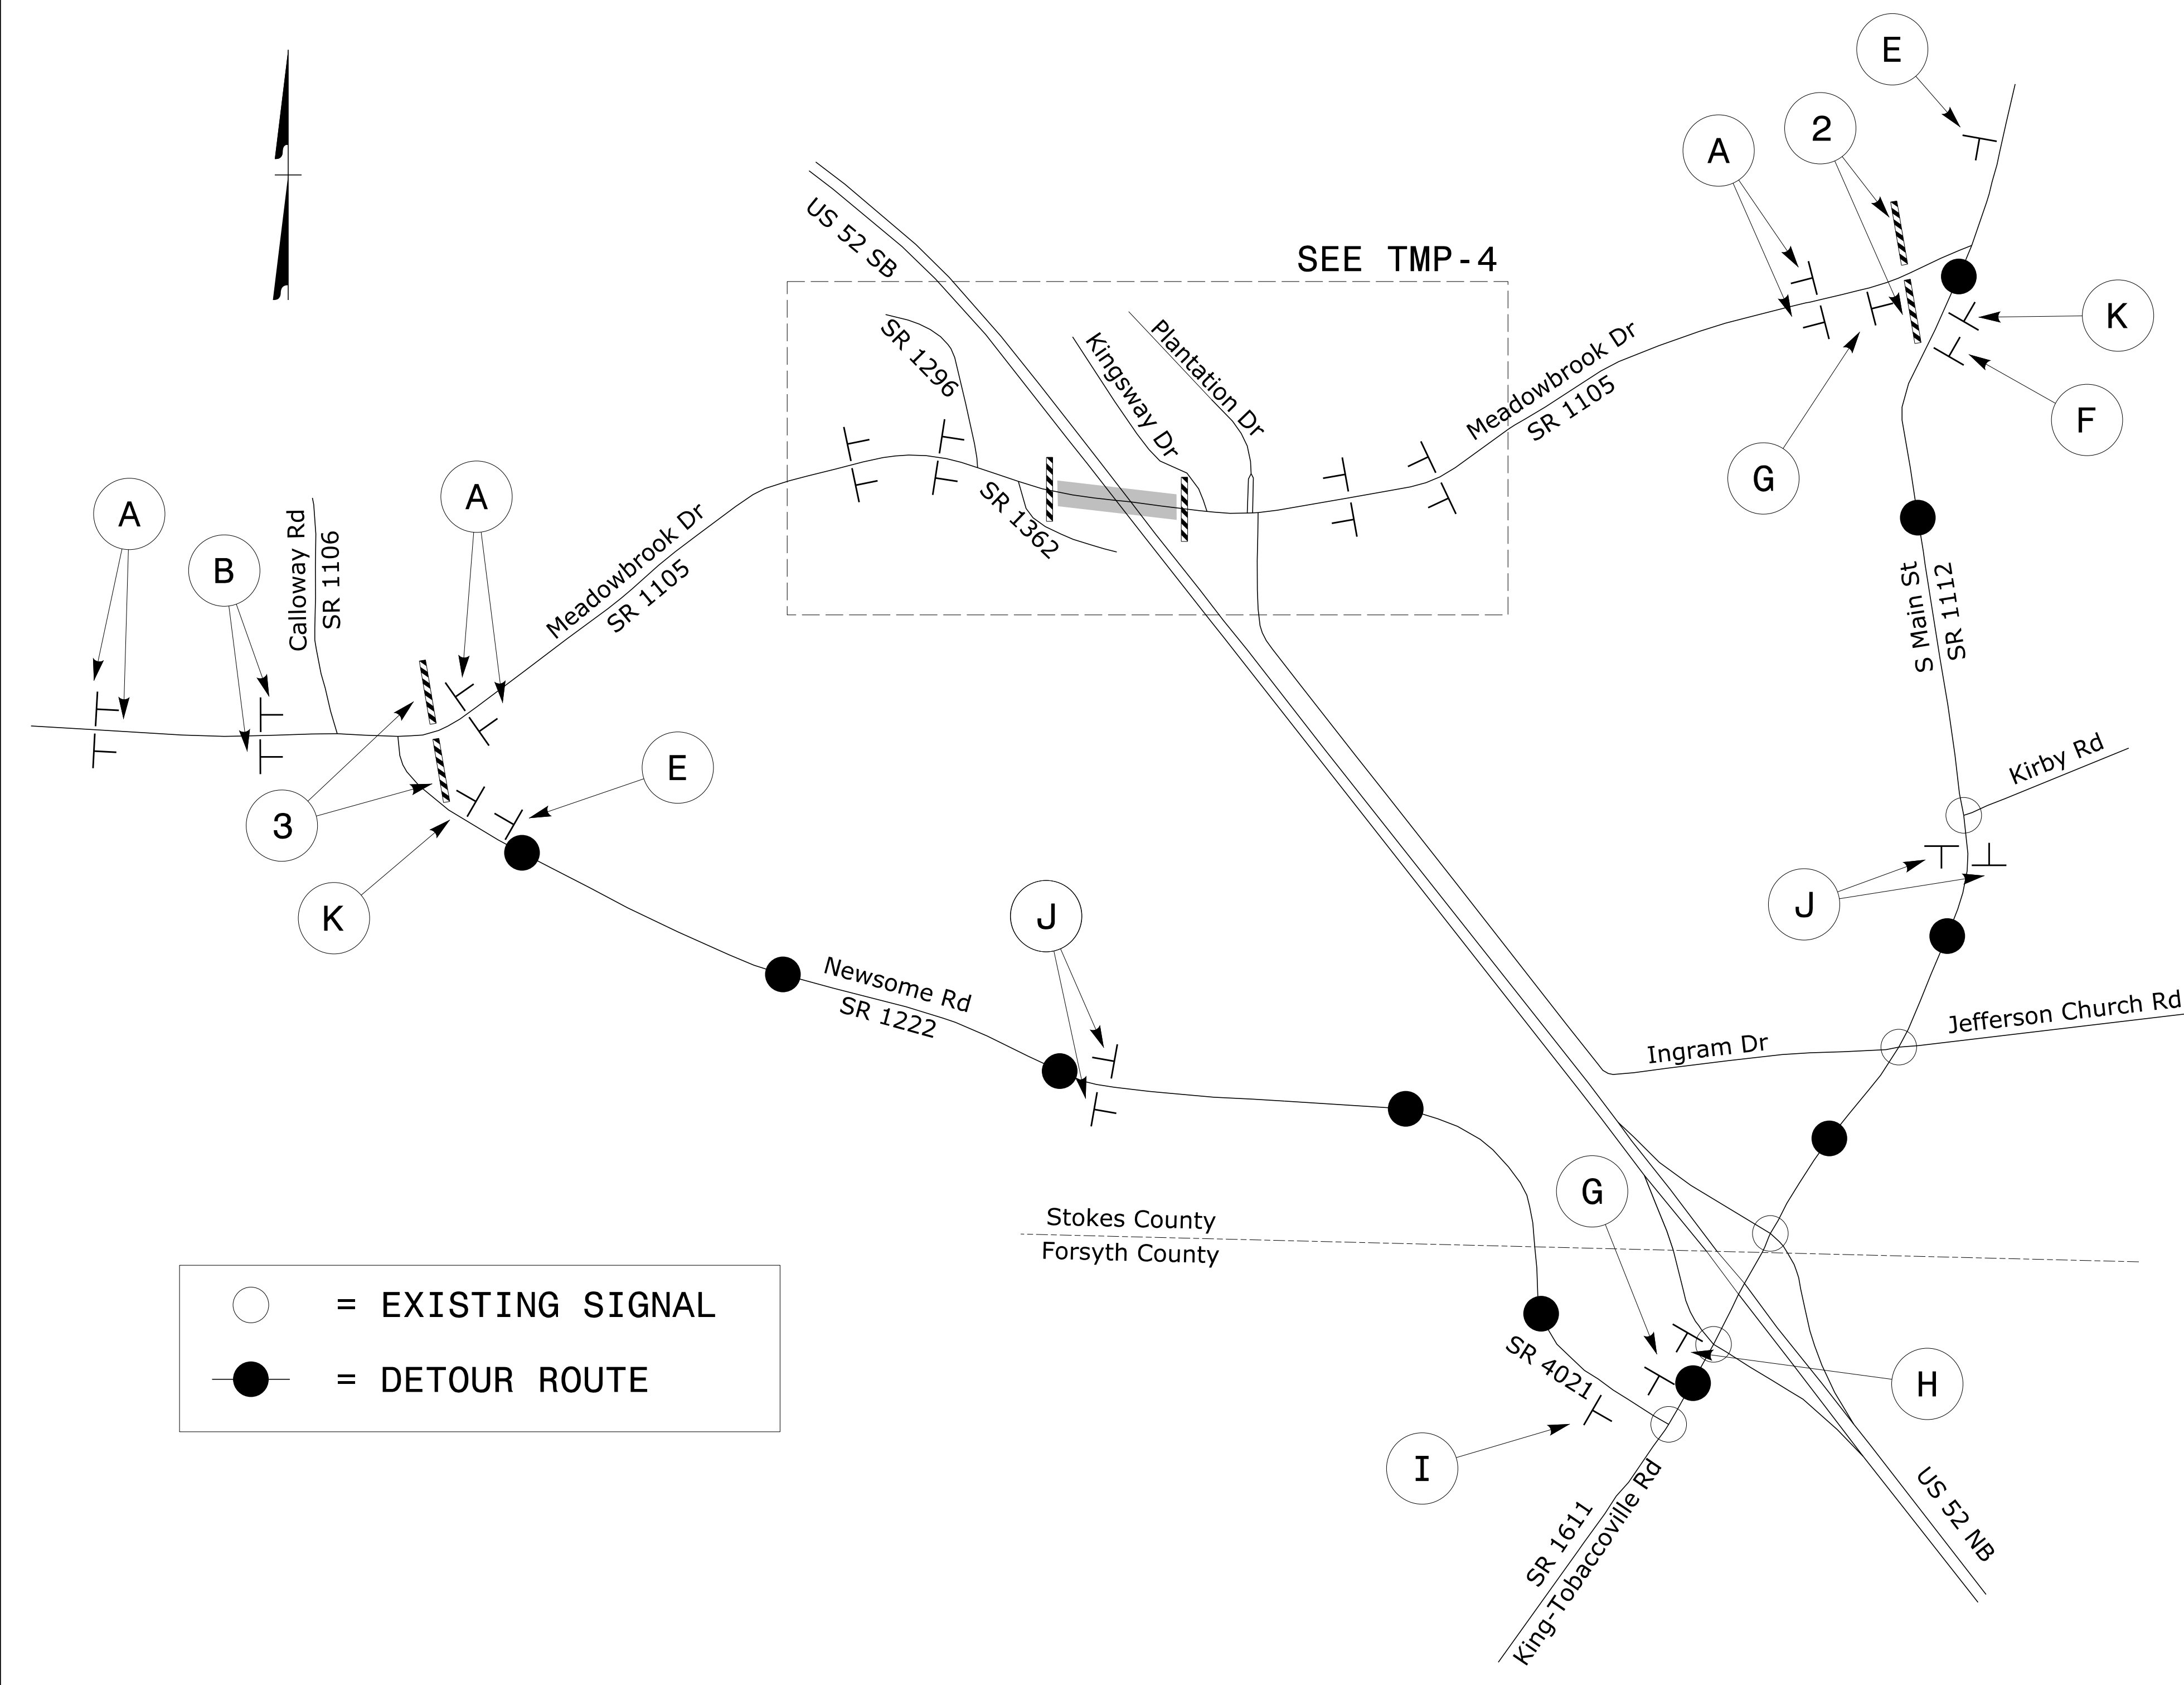 E
2
A
US 52 SB
SEE TMP-4
K
SR 1296
Kingsway Dr
Plantation Dr
Meadowbrook Dr
SR 1105
F
G
A
A
B
Calloway Rd
SR 1106
SR 1362
Meadowbrook Dr
SR 1105
S Main St
SR 1112
Kirby Rd
E
3
K
J
J
Newsome Rd
SR 1222
Jefferson Church Rd
Ingram Dr
G
Stokes County
Forsyth County
= EXISTING SIGNAL
= DETOUR ROUTE
SR 4021
H
I
US 52 NB
SR 1611
King-Tobaccoville Rd